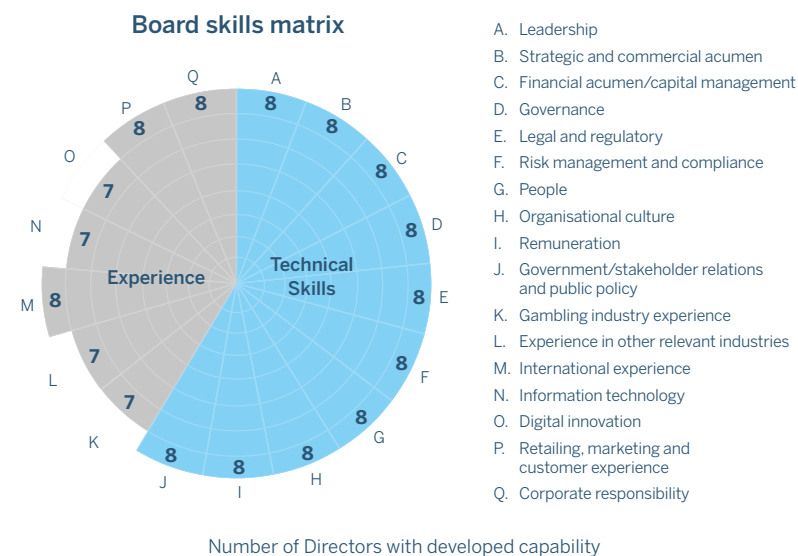 Board skills matrix
A
B
C
D
E
F
G
H
I
J
K
L
M
N
O
P
Q
8
8
8
8
8
8
8
8
8
8
7
7
8
7
7
8
8
Experience
Technical
Skills
A. Leadership
B. Strategic and commercial acumen
C. Financial acumen/capital management
D. Governance
E. Legal and regulatory
F. Risk management and compliance
G. People
H. Organisational culture
I. Remuneration
J. Government/stakeholder relations
and public policy
K. Gambling industry experience
L. Experience in other relevant industries
M. International experience
N. Information technology
O. Digital innovation
P. Retailing, marketing and
customer experience
Q. Corporate responsibility
Number of Directors with developed capability